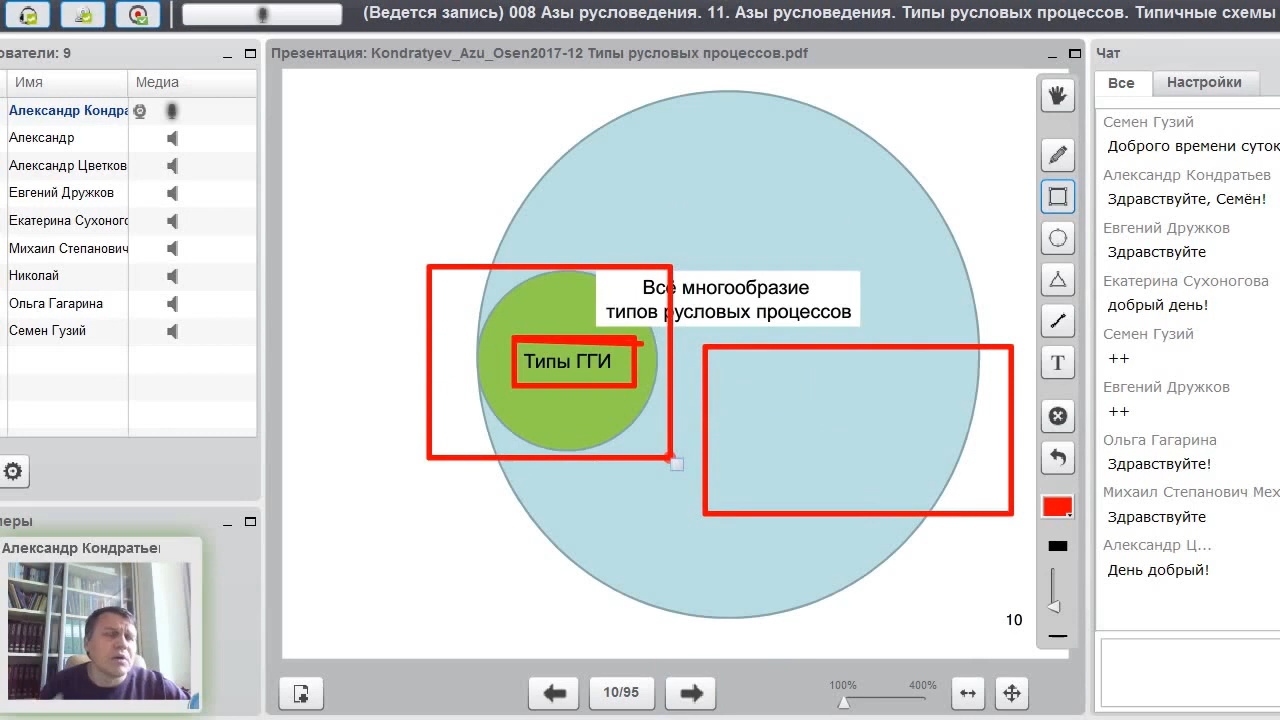 (Ведется запись) 008 Азы русловедения. 11. Азы русловедения. Типы русловых процессов. Типичные схемы
ователи: 9
Имя Медиа
Александр Кондра
Александр
Александр Цветков
Евгений Дружков
Екатерина Сухоного
Михаил Степанович
Николай
Ольга Гагарина
Семен Гузий
меры
Александр Кондратьев
Презентация: Kondratyev_Azu_Osen2017-12 Типы русловых процессов.pdf
Всё многообразие
типов русловых процессов
Типы ГГИ
10
T
10/95
100% 400%
Чат
Все Настройки
Семен Гузий
Доброго времени суток
Александр Кондратьев
Здравствуйте, Семён!
Евгений Дружков
Здравствуйте
Екатерина Сухоногова
добрый день!
Семен Гузий
++
Евгений Дружков
++
Ольга Гагарина
Здравствуйте!
Михаил Степанович Мех
Здравствуйте
Александр Ц...
День добрый!